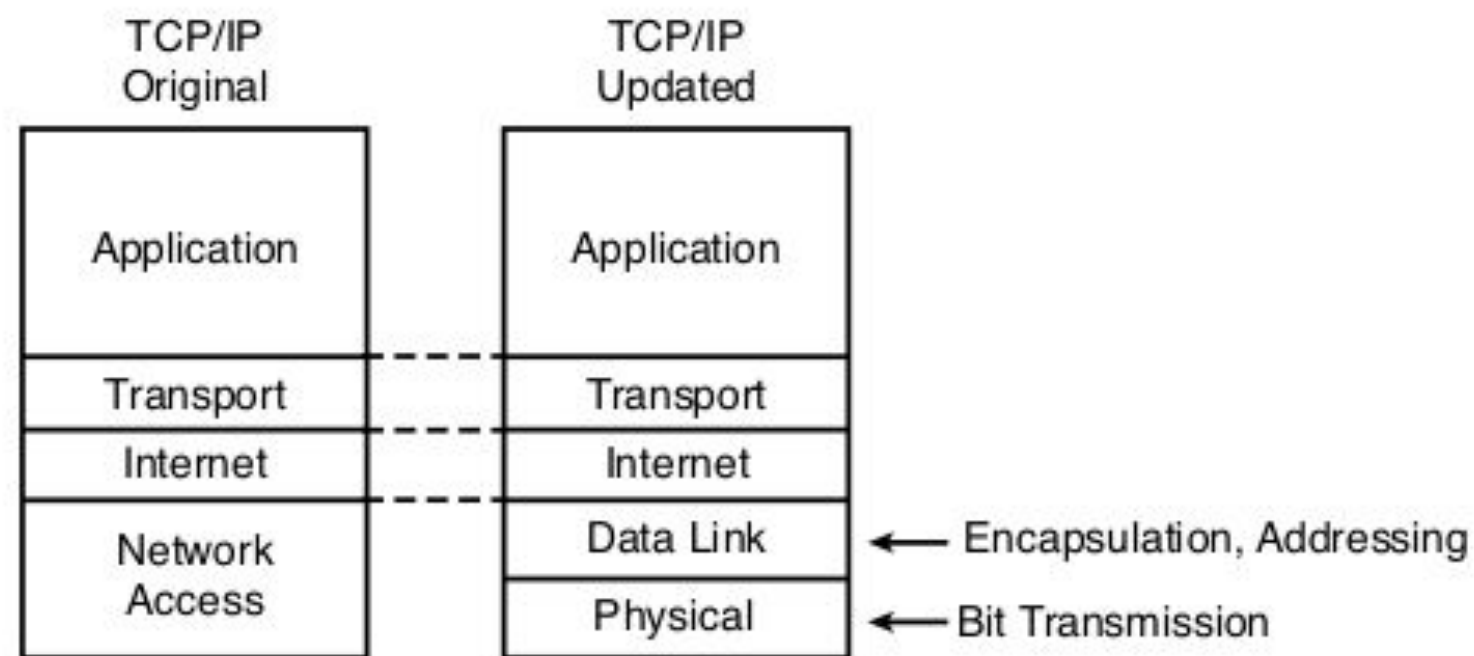 TCP/IP
Original
Application
Transport
Internet
Network
Access
TCP/IP
Updated
Application
Transport
Internet
Data Link
Physical
Encapsulation, Addressing
Bit Transmission